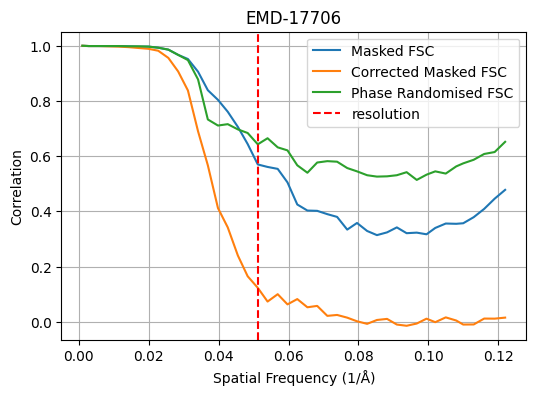 EMD-17706
Masked FSC
Corrected Masked FSC
Phase Randomised FSC
resolution
Correlation
1.0
0.8
0.6
0.4
0.2
0.0
0.00 0.02 0.04 0.06 0.08 0.10 0.12
Spatial Frequency (1/Å)